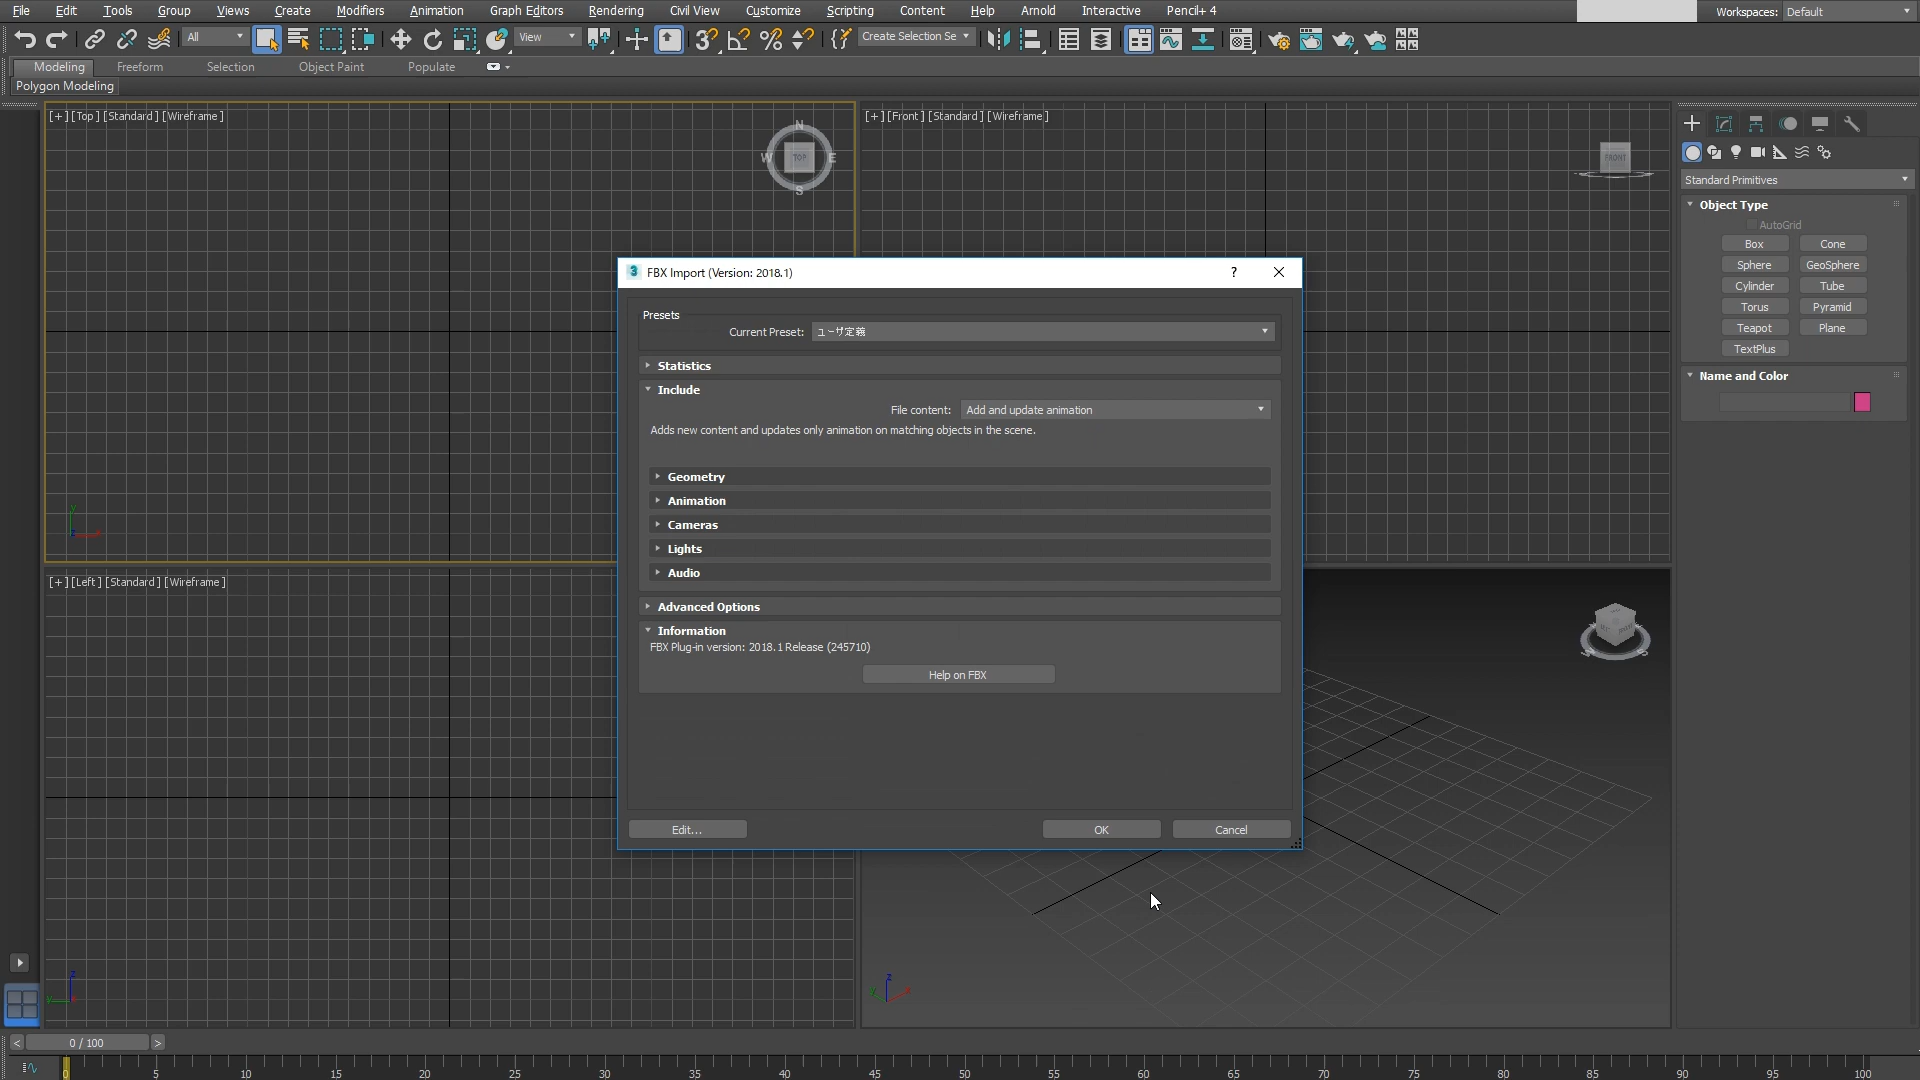 File Edit Tools Group Views Create Modifiers Animation Graph Editors Rendering Civil View Customize Scripting Content Help Arnold Interactive Pencil+ 4 Workspaces: Default
All View Create Selection Se
Modeling Freeform Selection Object Paint Populate
Polygon Modeling
[+] [Top] [Standard] [Wireframe]
[+] [Front] [Standard] [Wireframe]
N
W TOP E
S
FRONT
Standard Primitives
Object Type
AutoGrid
Box Cone
Sphere GeoSphere
Cylinder Tube
Torus Pyramid
Teapot Plane
TextPlus
Name and Color
3 FBX Import (Version: 2018.1) ?
Presets
Current Preset: ユーザ定義
Statistics
Include
File content: Add and update animation
Adds new content and updates only animation on matching objects in the scene.
Geometry
Animation
Cameras
Lights
Audio
Advanced Options
Information
FBX Plug-in version: 2018.1 Release (245710)
Help on FBX
Edit... OK Cancel
y
z x
[+] [Left] [Standard] [Wireframe]
z
y
z
y x
< 0 / 100 >
0 5 10 15 20 25 30 35 40 45 50 55 60 65 70 75 80 85 90 95 100